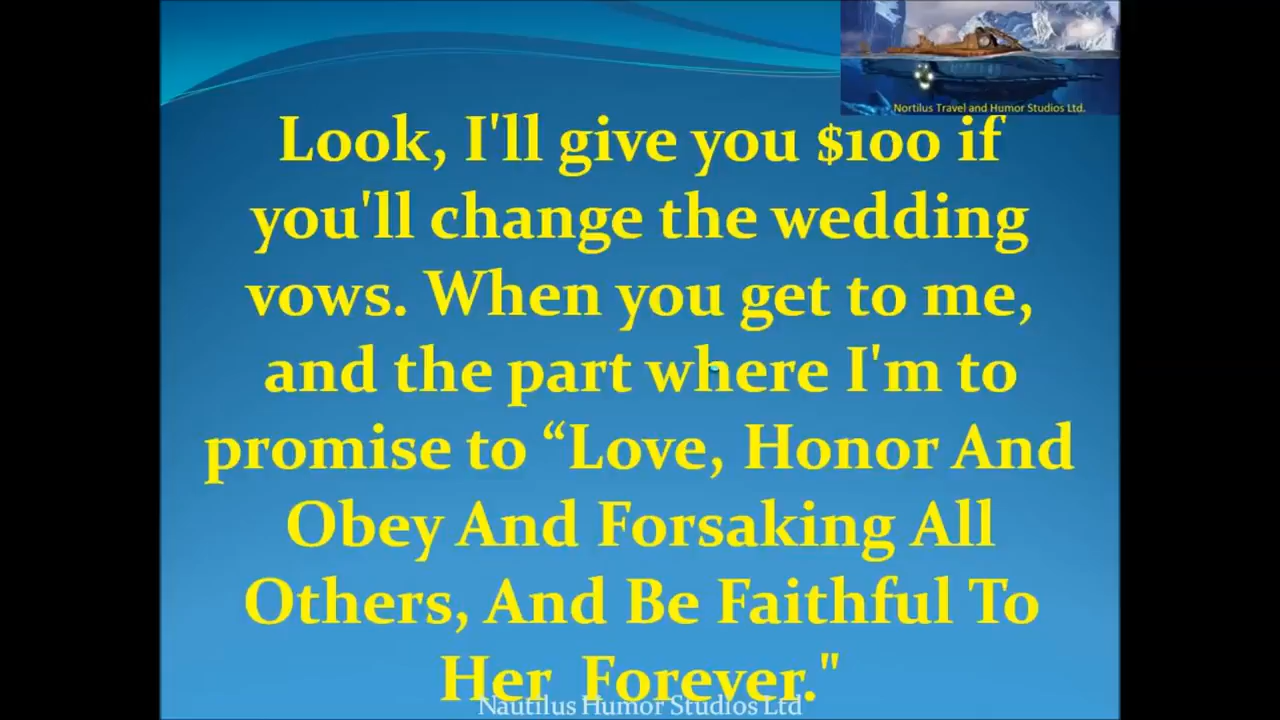 Nortilus Travel and Humor Studios Ltd.
Look, I'll give you $100 if
you'll change the wedding
vows. When you get to me,
and the part where I'm to
promise to “Love, Honor And
Obey And Forsaking All
Others, And Be Faithful To
Her Forever."
Nautilus Humor Studios Ltd